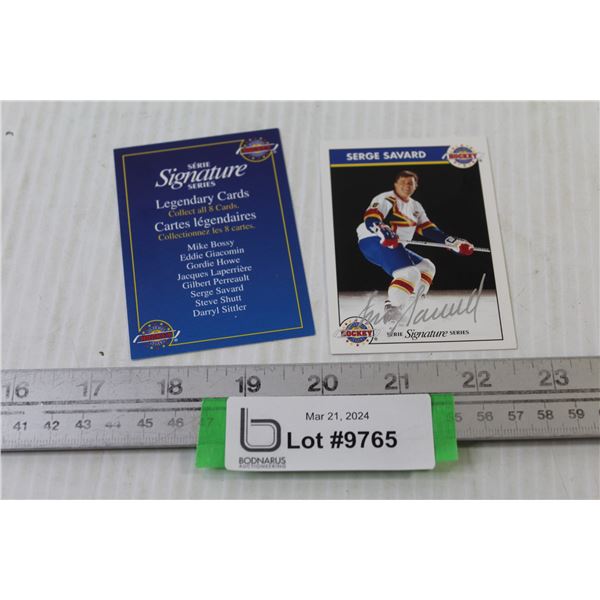 SÉRIE
Signature
SERIES
Legendary Cards
Collect all 8 Cards.
Cartes légendaires
Collectionnez les 8 cartes.
Mike Bossy
Eddie Giacomin
Gordie Howe
Jacques Laperrière
Gilbert Perreault
Serge Savard
Steve Shutt
Darryl Sittler
SERGE SAVARD
HOCKEY
HOCKEY
SÉRIE Signature SERIES
16 17 18 19 20 21 22 23
41 42 43 44 45 46 47 55 56 57 58 59
Mar 21, 2024
Lot #9765
BODNARUS
AUCTIONEERING